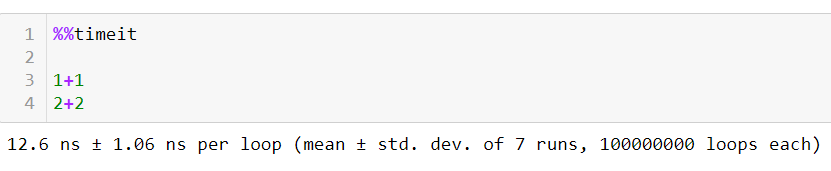 1 %%timeit
2
3 1+1
4 2+2
12.6 ns ± 1.06 ns per loop (mean ± std. dev. of 7 runs, 100000000 loops each)